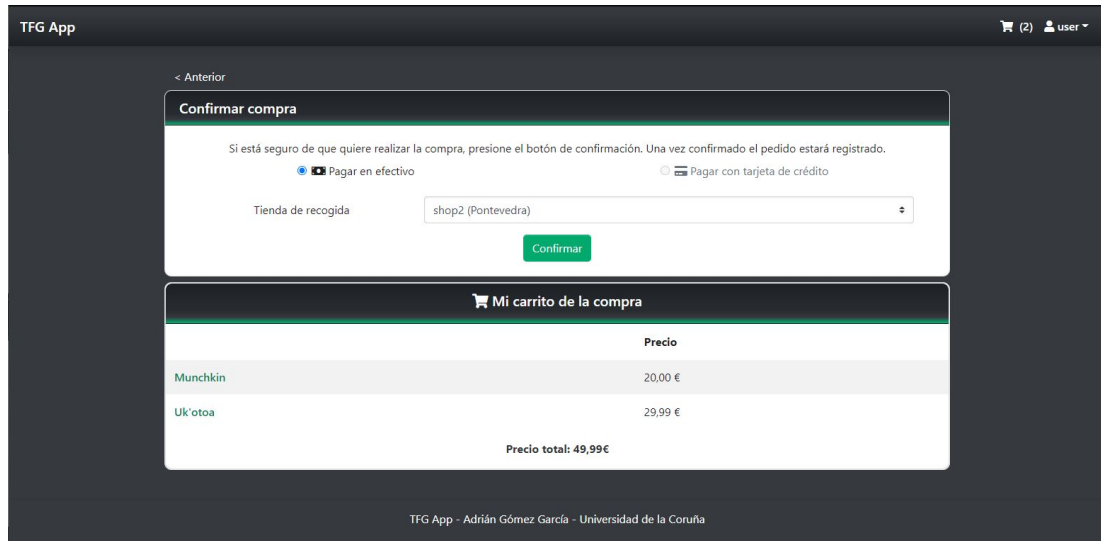 TFG App
(2) user
< Anterior
Confirmar compra
Si está seguro de que quiere realizar la compra, presione el botón de confirmación. Una vez confirmado el pedido estará registrado.
Pagar en efectivo Pagar con tarjeta de crédito
Tienda de recogida shop2 (Pontevedra)
Confirmar
Mi carrito de la compra
Precio
Munchkin 20,00 €
Uk'otoa 29,99 €
Precio total: 49,99€
TFG App - Adrián Gómez García - Universidad de la Coruña